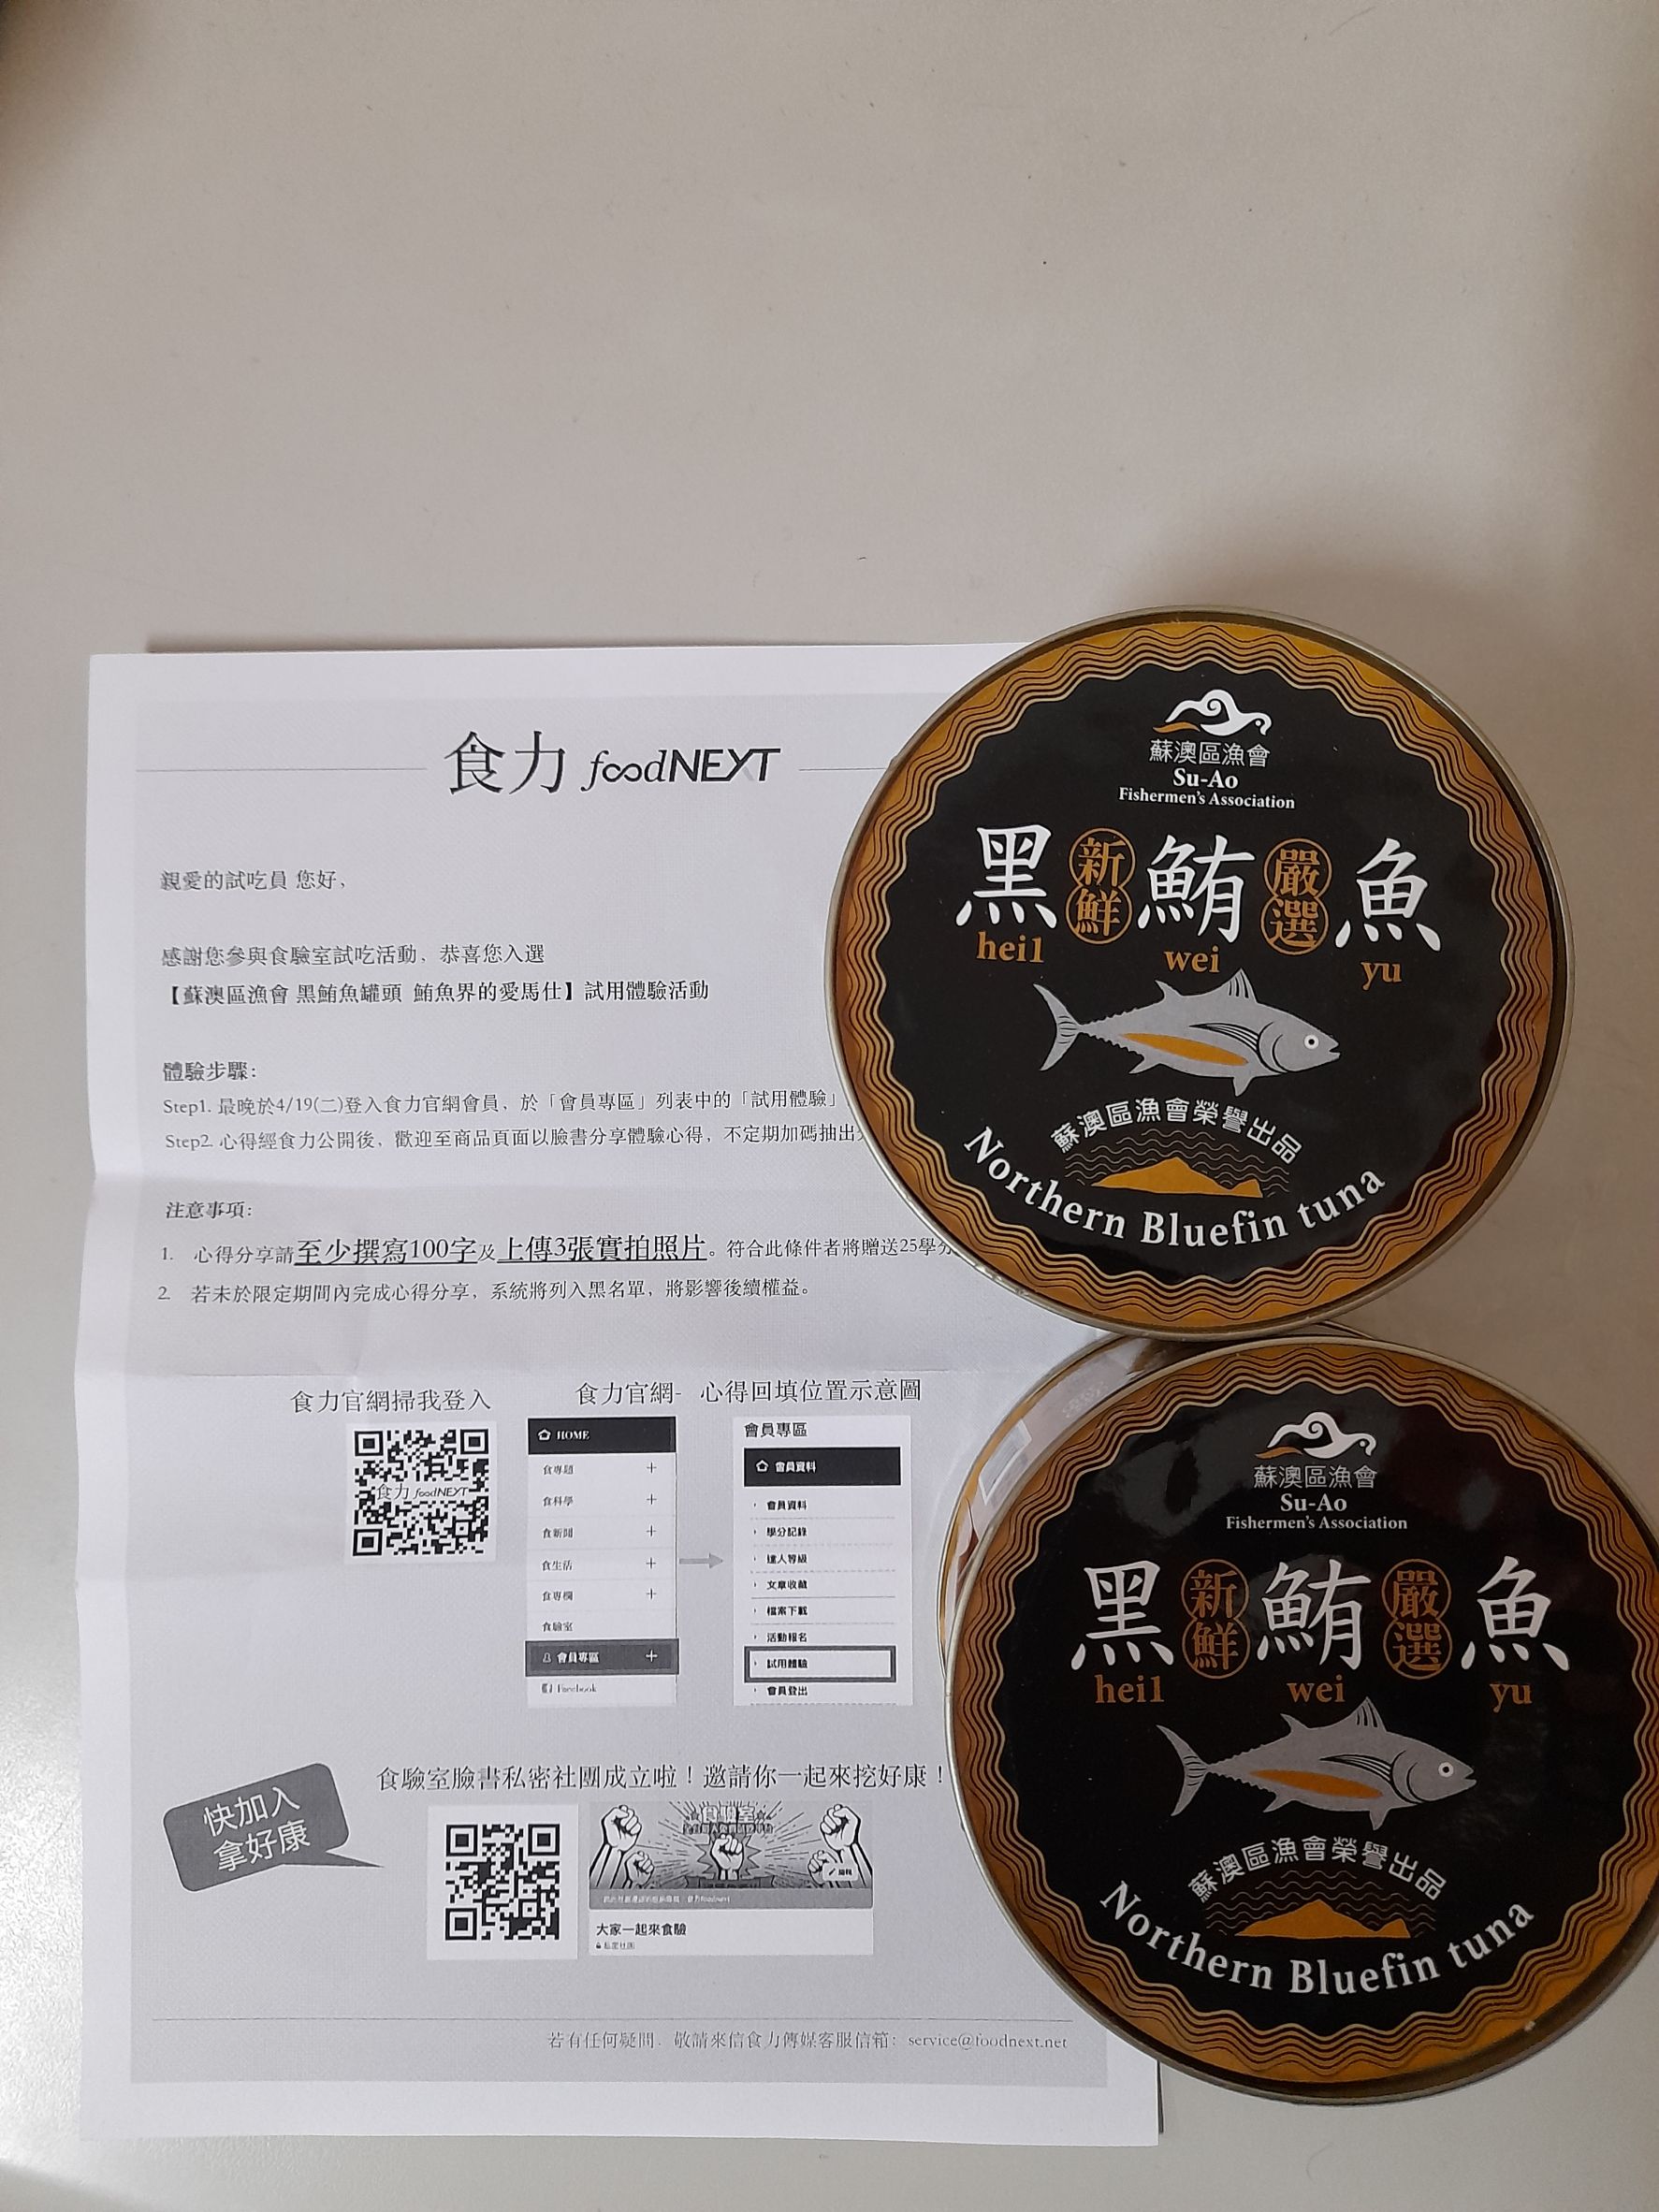 食力 foodNEXT
親愛的試吃員 您好，
感謝您參與食驗室試吃活動，恭喜您入選
【蘇澳區漁會 黑鮪魚罐頭 鮪魚界的愛馬仕】試用體驗活動
體驗步驟：
Step1. 最晚於4/19(二)登入食力官網會員，於「會員專區」列表中的「試用體驗」
Step2. 心得經食力公開後，歡迎至商品頁面以臉書分享體驗心得，不定期加碼抽出
注意事項：
1. 心得分享請至少撰寫100字及上傳3張實拍照片。符合此條件者將贈送25學分
2. 若未於限定期間內完成心得分享，系統將列入黑名單，將影響後續權益。
食力官網掃我登入
食力 foodNEXT
食力官網- 心得回填位置示意圖
HOME
食專題 +
食科學 +
食新聞 +
食生活 +
食專欄 +
食驗室
會員專區 +
Facebook
會員專區
會員資料
會員資料
學分記錄
達人等級
文章收藏
檔案下載
活動報名
試用體驗
會員登出
快加入
拿好康
食驗室臉書私密社團成立啦！邀請你一起來挖好康！
食驗室
大家一起來食驗
私密社團
若有任何疑問，敬請來信食力傳媒客服信箱：service@foodnext.net
蘇澳區漁會
Su-Ao
Fishermen's Association
黑 新鮮 鮪 嚴選 魚
hei1 wei yu
蘇澳區漁會榮譽出品
Northern Bluefin tuna
蘇澳區漁會
Su-Ao
Fishermen's Association
黑 新鮮 鮪 嚴選 魚
hei1 wei yu
蘇澳區漁會榮譽出品
Northern Bluefin tuna